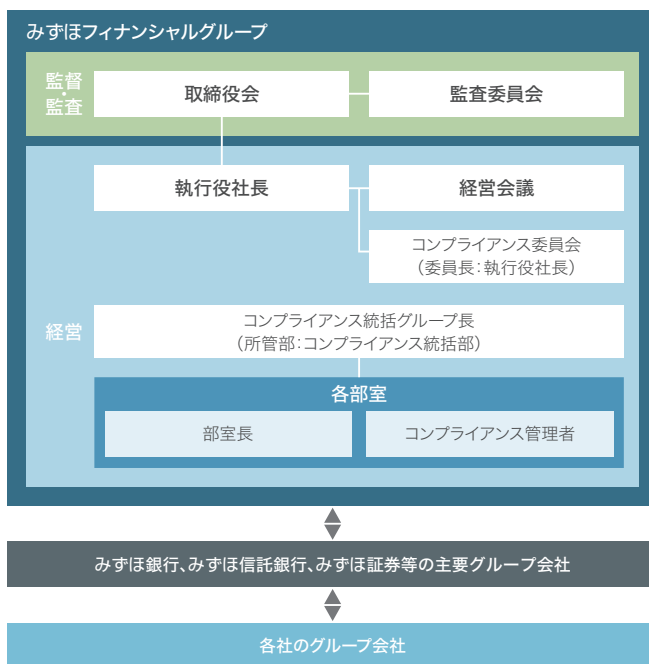 みずほフィナンシャルグループ
監督・監査
取締役会
監査委員会
執行役社長
経営会議
コンプライアンス委員会
（委員長：執行役社長）
経営
コンプライアンス統括グループ長
（所管部：コンプライアンス統括部）
各部室
部室長
コンプライアンス管理者
みずほ銀行、みずほ信託銀行、みずほ証券等の主要グループ会社
各社のグループ会社